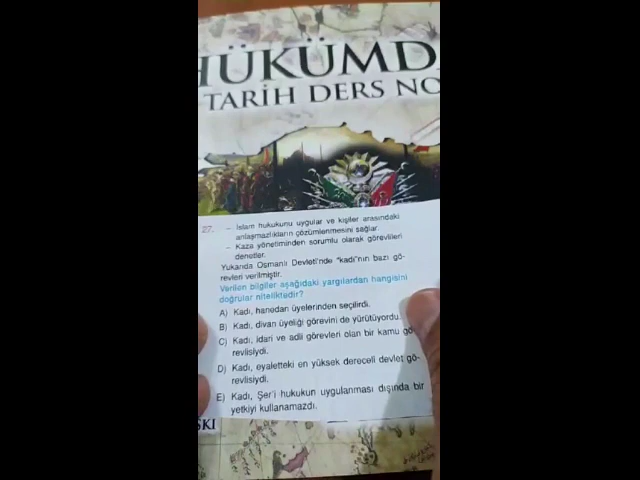 HÜKÜMD
TARİH DERS NO
27. – İslam hukukunu uygular ve kişiler arasındaki
anlaşmazlıkların çözümlenmesini sağlar.
– Kaza yönetiminden sorumlu olarak görevlileri
denetler.
Yukarıda Osmanlı Devleti'nde "kadı"nın bazı gö-
revleri verilmiştir.
Verilen bilgiler aşağıdaki yargılardan hangisini
doğrular niteliktedir?
A) Kadı, hanedan üyelerinden seçilirdi.
B) Kadı, divan üyeliği görevini de yürütüyordu.
C) Kadı, idari ve adli görevleri olan bir kamu gö-
revlisiydi.
D) Kadı, eyaletteki en yüksek dereceli devlet gö-
revlisiydi.
E) Kadı, Şer'i hukukun uygulanması dışında bir
yetkiyi kullanamazdı.